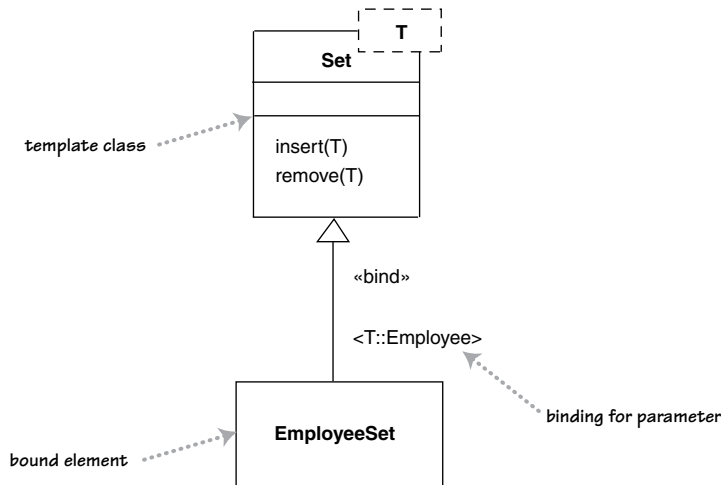 T
Set
template class
insert(T)
remove(T)
«bind»
<T::Employee>
binding for parameter
EmployeeSet
bound element